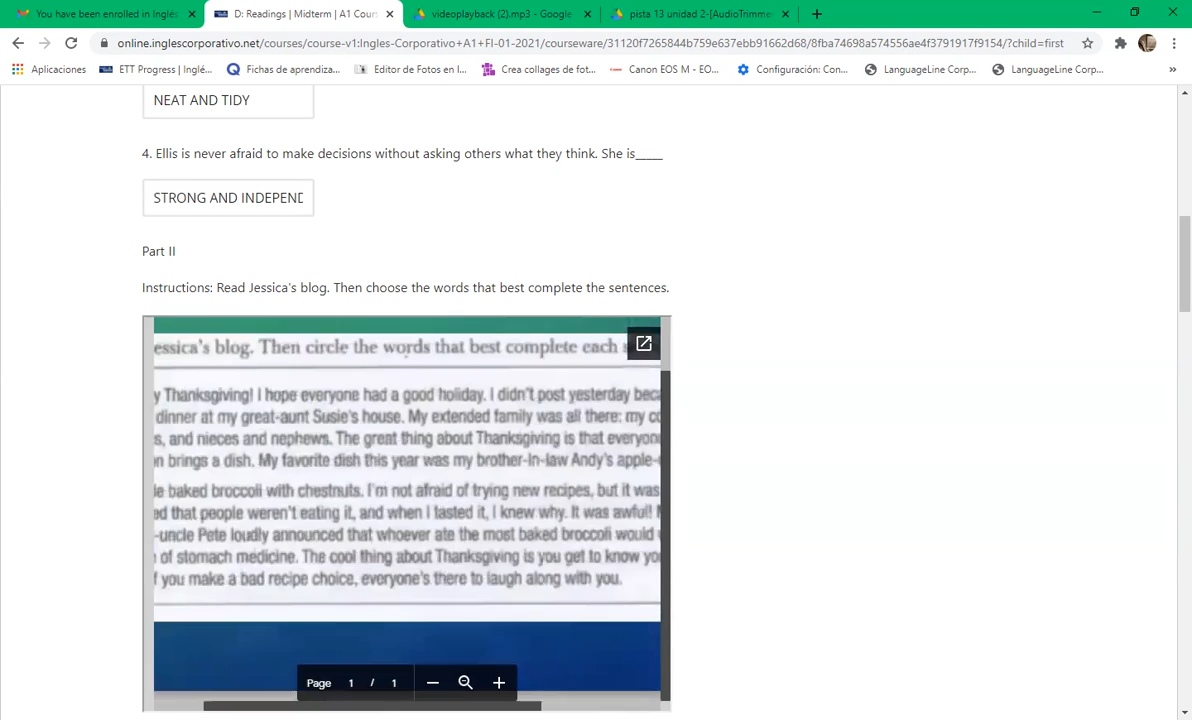 You have been enrolled in Inglés
D: Readings | Midterm | A1 Cours
videoplayback (2).mp3 - Google
pista 13 unidad 2-[AudioTrimmer
online.inglescorporativo.net/courses/course-v1:Ingles-Corporativo+A1+FI-01-2021/courseware/31120f7265844b759e637ebb91662d68/8fba74698a574556ae4f3791917f9154/?child=first
Aplicaciones
ETT Progress | Inglé...
Fichas de aprendiza...
Editor de Fotos en l...
Crea collages de fot...
Canon EOS M - EO...
Configuración: Con...
LanguageLine Corp...
LanguageLine Corp...
»
NEAT AND TIDY
4. Ellis is never afraid to make decisions without asking others what they think. She is_____
STRONG AND INDEPEND
Part II
Instructions: Read Jessica's blog. Then choose the words that best complete the sentences.
essica's blog. Then circle the words that best complete each
y Thanksgiving! I hope everyone had a good holiday. I didn't post yesterday beca
dinner at my great-aunt Susie's house. My extended family was all there: my co
s, and nieces and nephews. The great thing about Thanksgiving is that everyon
n brings a dish. My favorite dish this year was my brother-in-law Andy's apple-
le baked broccoli with chestnuts. I'm not afraid of trying new recipes, but it was
ed that people weren't eating it, and when I tasted it, I knew why. It was awful!
-uncle Pete loudly announced that whoever ate the most baked broccoli would
of stomach medicine. The cool thing about Thanksgiving is you get to know yo
f you make a bad recipe choice, everyone's there to laugh along with you.
Page 1 / 1